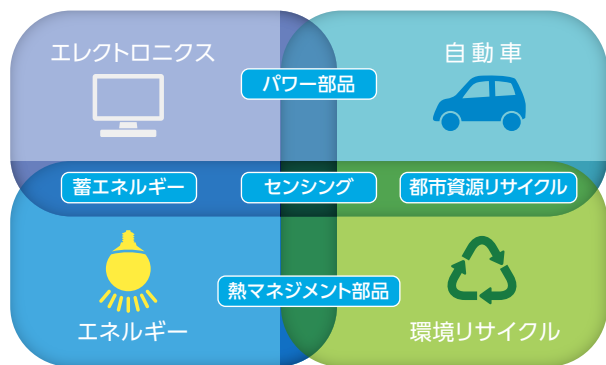 エレクトロニクス
自動車
パワー部品
蓄エネルギー
センシング
都市資源リサイクル
熱マネジメント部品
エネルギー
環境リサイクル